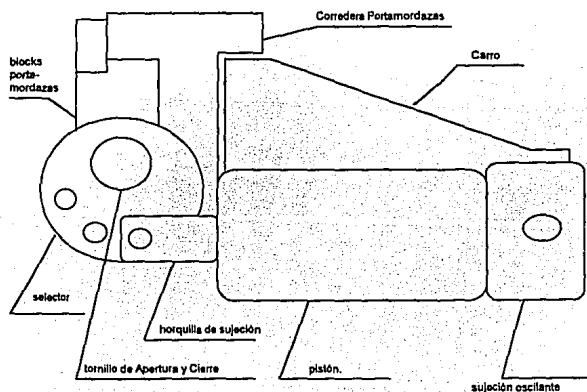 Corredera Portamordazas
blocks
porta-
mordazas
Carro
selector
horquilla de sujeción
tornillo de Apertura y Cierre
pistón.
sujeción oscilante